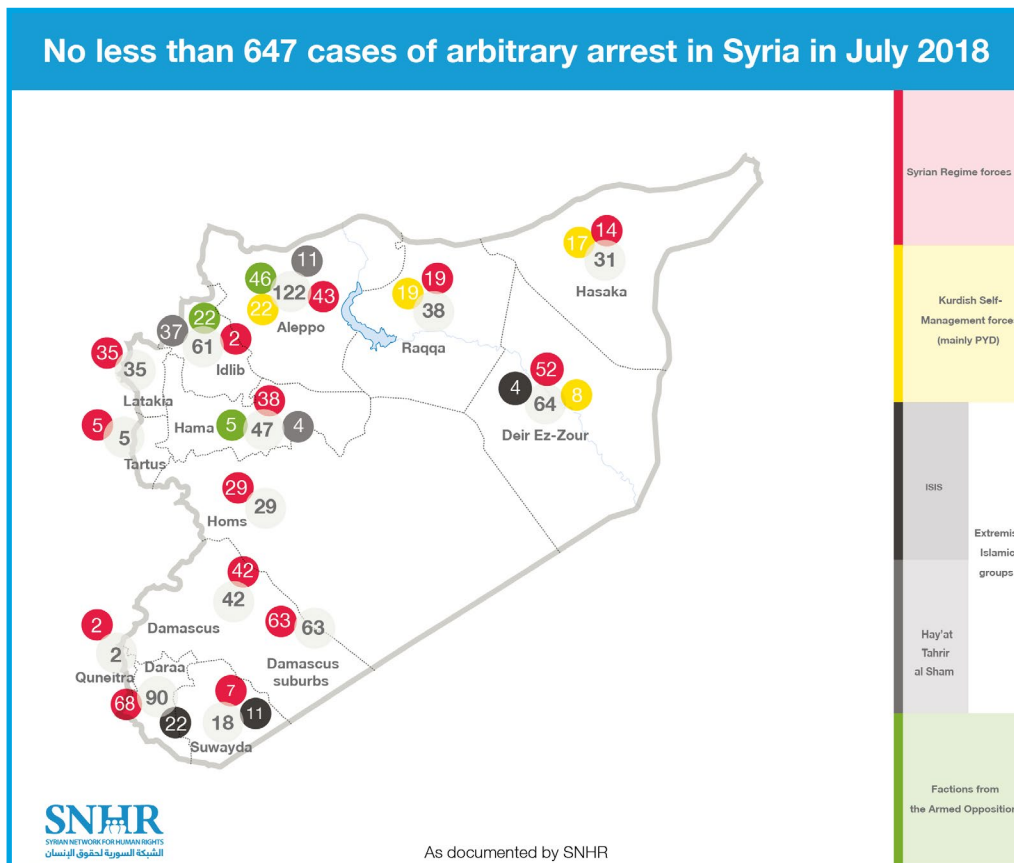 No less than 647 cases of arbitrary arrest in Syria in July 2018
11
46
122
43
22
Aleppo
19
19
38
Raqqa
14
17
31
Hasaka
22
37
61
2
Idlib
35
35
Latakia
52
4
64
8
Deir Ez-Zour
38
Hama
5
47
4
5
5
Tartus
29
29
Homs
42
42
Damascus
63
63
Damascus
suburbs
2
2
Quneitra
Daraa
90
68
22
7
11
18
Suwayda
Syrian Regime forces
Kurdish Self-
Management force
(mainly PYD)
ISIS
Extremis
Islamic
groups
Hay'at
Tahrir
al Sham
Factions from
the Armed Opposition
SNHR
SYRIAN NETWORK FOR HUMAN RIGHTS
الشبكة السورية لحقوق الإنسان
As documented by SNHR